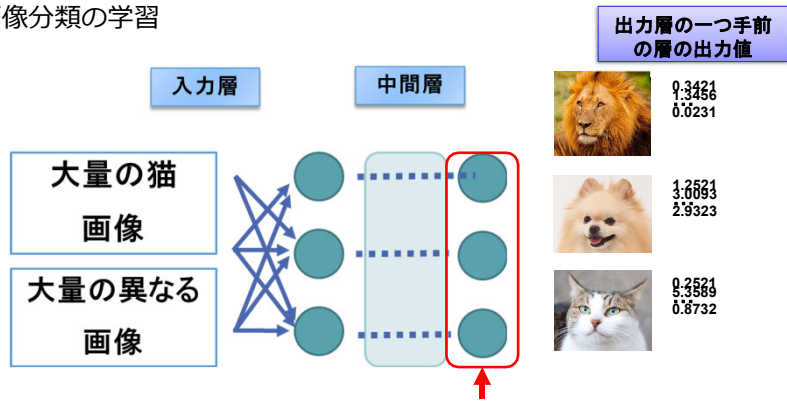 像分類の学習
出力層の一つ手前
の層の出力値
入力層
中間層
0.3421
1.3456
...
0.0231
大量の猫
画像
1.2521
3.0093
...
2.9323
大量の異なる
画像
0.2521
5.5589
...
0.8732